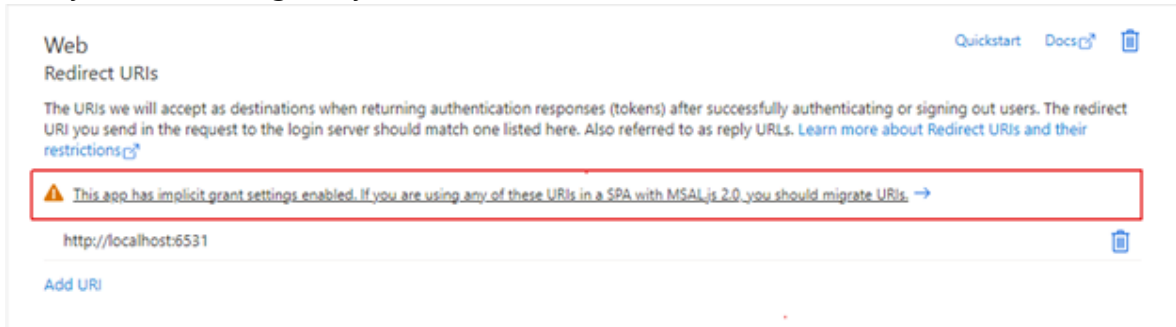 Web
Quickstart Docs
Redirect URIs
The URIs we will accept as destinations when returning authentication responses (tokens) after successfully authenticating or signing out users. The redirect
URI you send in the request to the login server should match one listed here. Also referred to as reply URLs. Learn more about Redirect URIs and their
restrictions
This app has implicit grant settings enabled. If you are using any of these URIs in a SPA with MSAL.js 2.0, you should migrate URIs.
http://localhost:6531
Add URI